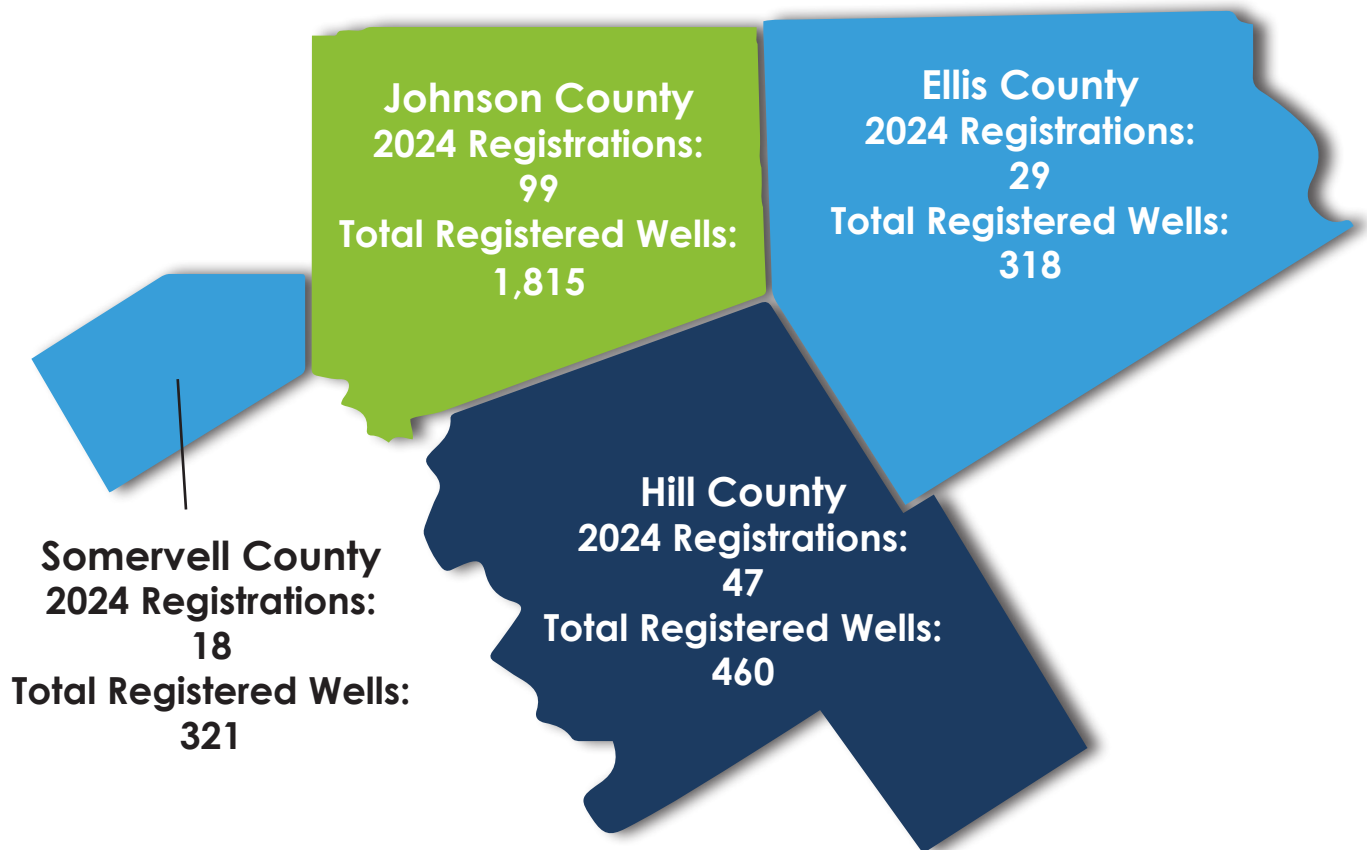 Johnson County
2024 Registrations:
99
Total Registered Wells:
1,815
Ellis County
2024 Registrations:
29
Total Registered Wells:
318
Somervell County
2024 Registrations:
18
Total Registered Wells:
321
Hill County
2024 Registrations:
47
Total Registered Wells:
460